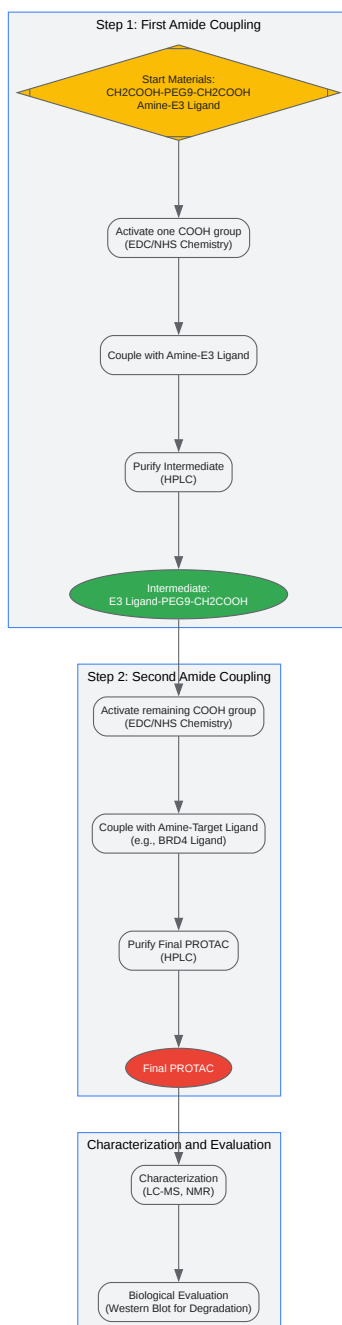 Step 1: First Amide Coupling
Start Materials:
CH2COOH-PEG9-CH2COOH
Amine-E3 Ligand
Activate one COOH group
(EDC/NHS Chemistry)
Couple with Amine-E3 Ligand
Purify Intermediate
(HPLC)
Intermediate:
E3 Ligand-PEG9-CH2COOH
Step 2: Second Amide Coupling
Activate remaining COOH group
(EDC/NHS Chemistry)
Couple with Amine-Target Ligand
(e.g., BRD4 Ligand)
Purify Final PROTAC
(HPLC)
Final PROTAC
Characterization and Evaluation
Characterization
(LC-MS, NMR)
Biological Evaluation
(Western Blot for Degradation)